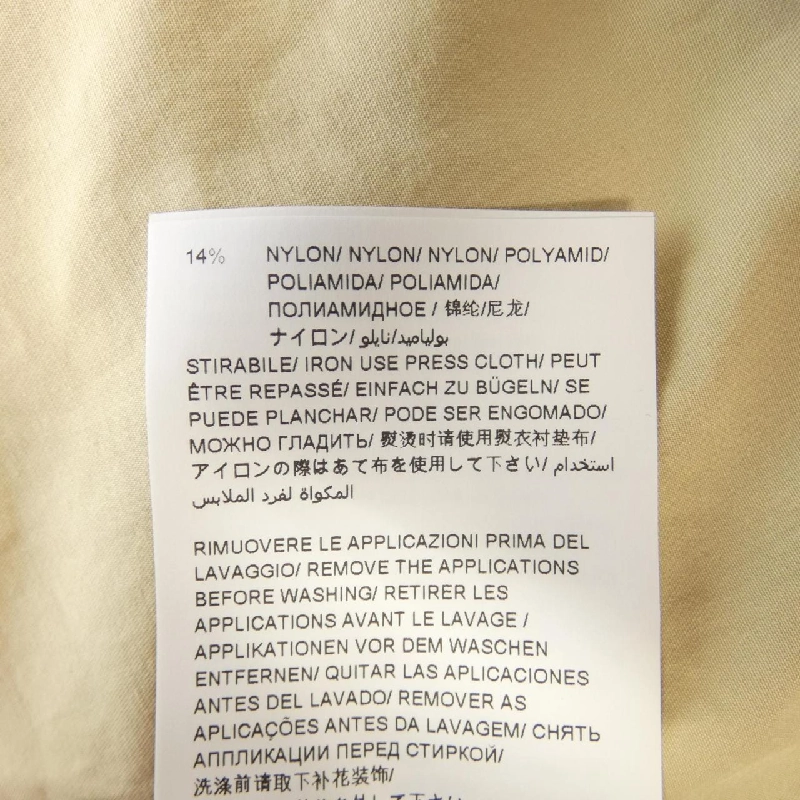 14% NYLON/ NYLON/ NYLON/ POLYAMID/
POLIAMIDA/ POLIAMIDA/
ПОЛИАМИДНОЕ / 锦纶/尼龙/
ナイロン/ بولياميد/نايلو
STIRABILE/ IRON USE PRESS CLOTH/ PEUT
ÊTRE REPASSÉ/ EINFACH ZU BÜGELN/ SE
PUEDE PLANCHAR/ PODE SER ENGOMADO/
МОЖНО ГЛАДИТЬ/ 熨烫时请使用熨衣衬垫布/
アイロンの際はあて布を使用して下さい/ استخدام
المكواة لفرد الملابس
RIMUOVERE LE APPLICAZIONI PRIMA DEL
LAVAGGIO/ REMOVE THE APPLICATIONS
BEFORE WASHING/ RETIRER LES
APPLICATIONS AVANT LE LAVAGE /
APPLIKATIONEN VOR DEM WASCHEN
ENTFERNEN/ QUITAR LAS APLICACIONES
ANTES DEL LAVADO/ REMOVER AS
APLICAÇÕES ANTES DA LAVAGEM/ СНЯТЬ
АППЛИКАЦИИ ПЕРЕД СТИРКОЙ/
洗涤前请取下补花装饰/